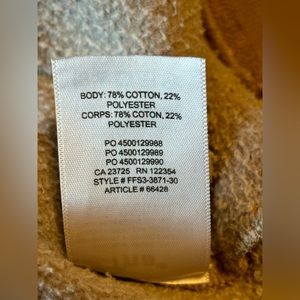 BODY: 78% COTTON, 22%
POLYESTER
CORPS: 78% COTON, 22%
POLYESTER
PO 4500129988
PO 4500129989
PO 4500129990
CA 23725 RN 122354
STYLE # FFS3-3871-30
ARTICLE # 66428